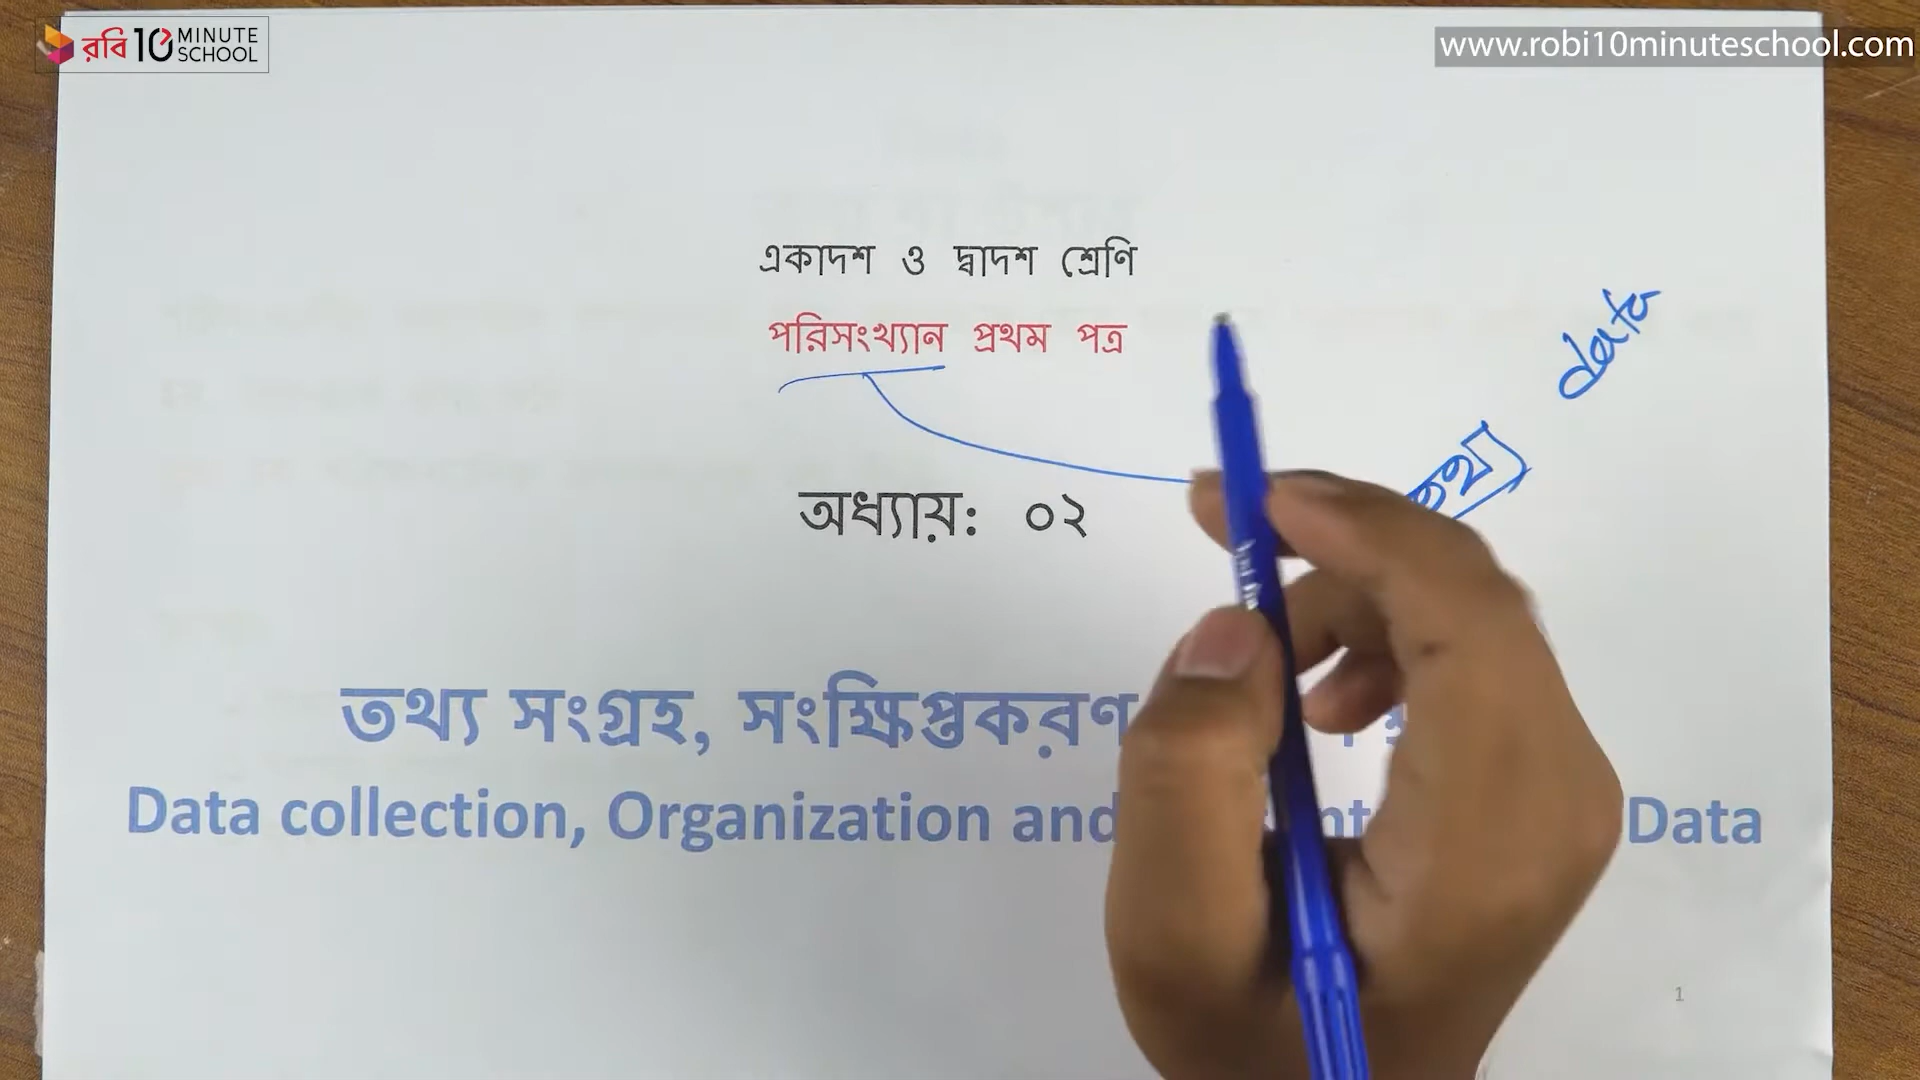 রবি 10 MINUTE SCHOOL
www.robi10minuteschool.com
একাদশ ও দ্বাদশ শ্রেণি
পরিসংখ্যান প্রথম পত্র
data
তথ্য
অধ্যায়: ০২
তথ্য সংগ্রহ, সংক্ষিপ্তকরণ
Data collection, Organization and Data
1